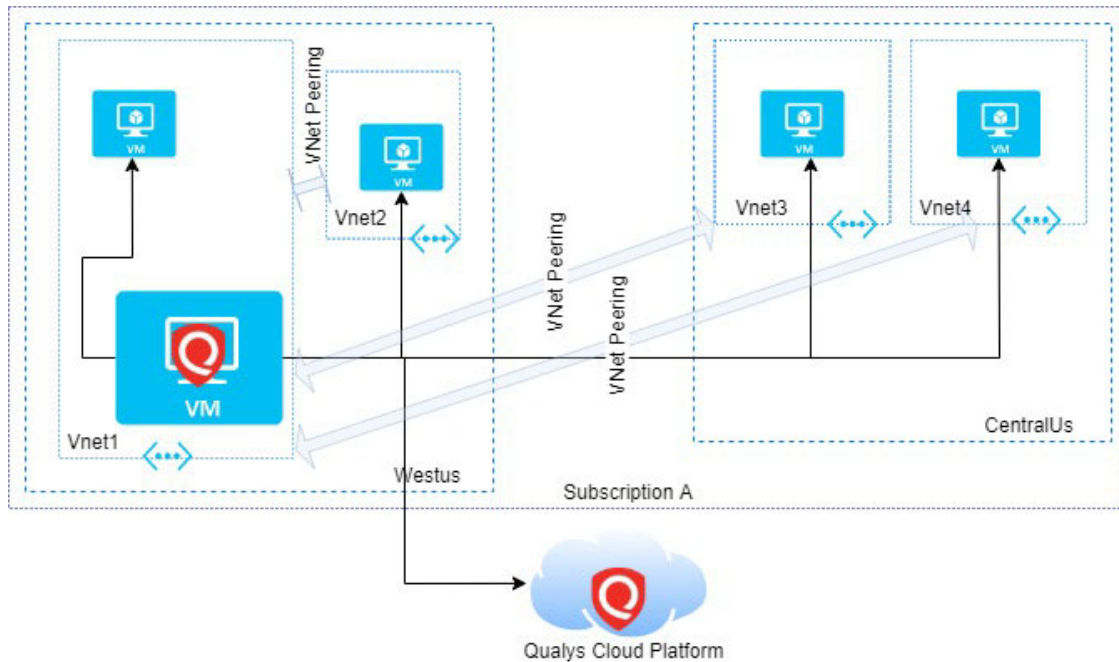 VNet Peering
VM
VM
VM
VM
Vnet2
Vnet3
Vnet4
VNet Peering
VNet Peering
VM
Vnet1
CentralUs
Westus
Subscription A
Qualys Cloud Platform